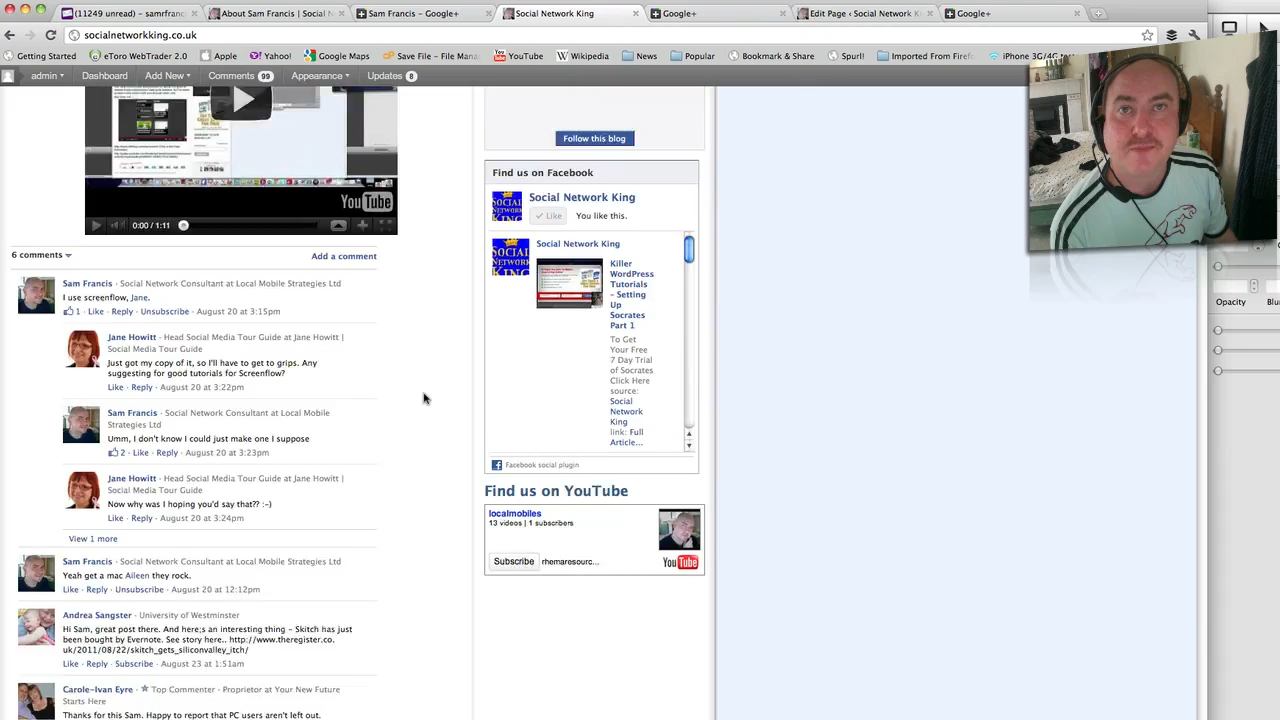 (11249 unread) – samrfranc
About Sam Francis | Social N
Sam Francis – Google+
Social Network King
Google+
Edit Page ‹ Social Network K
Google+
socialnetworkking.co.uk
Getting Started
eToro WebTrader 2.0
Apple
Yahoo!
Google Maps
Save File – File Mana
YouTube
Wikipedia
News
Popular
Bookmark & Share
Spurl!
Imported From Firef
iPhone 3G/4G
admin
Dashboard
Add New
Comments 99
Appearance
Updates 8
Follow this blog
YouTube
0:00 / 1:11
6 comments
Add a comment
Sam Francis · Social Network Consultant at Local Mobile Strategies Ltd
I use screenflow, Jane.
1 · Like · Reply · Unsubscribe · August 20 at 3:15pm
Jane Howitt · Head Social Media Tour Guide at Jane Howitt |
Social Media Tour Guide
Just got my copy of it, so I'll have to get to grips. Any
suggesting for good tutorials for Screenflow?
Like · Reply · August 20 at 3:22pm
Sam Francis · Social Network Consultant at Local Mobile
Strategies Ltd
Umm, I don't know I could just make one I suppose
2 · Like · Reply · August 20 at 3:23pm
Jane Howitt · Head Social Media Tour Guide at Jane Howitt |
Social Media Tour Guide
Now why was I hoping you'd say that?? :-)
Like · Reply · August 20 at 3:24pm
View 1 more
Sam Francis · Social Network Consultant at Local Mobile Strategies Ltd
Yeah get a mac Aileen they rock.
Like · Reply · Unsubscribe · August 20 at 12:12pm
Andrea Sangster · University of Westminster
Hi Sam, great post there. And here;s an interesting thing – Skitch has just
been bought by Evernote. See story here.. http://www.theregister.co.
uk/2011/08/22/skitch_gets_siliconvalley_itch/
Like · Reply · Subscribe · August 23 at 1:51am
Carole-Ivan Eyre · Top Commenter · Proprietor at Your New Future
Starts Here
Thanks for this Sam. Happy to report that PC users aren't left out.
Find us on Facebook
SOCIAL
NETWORK
KING
Social Network King
Like
You like this.
SOCIAL
NETWORK
KING
Social Network King
Killer
WordPress
Tutorials
– Setting
Up
Socrates
Part 1
To Get
Your Free
7 Day Trial
of Socrates
Click Here
source:
Social
Network
King
link: Full
Article...
Facebook social plugin
Find us on YouTube
localmobiles
13 videos | 1 subscribers
Subscribe
rhemaresourc...
YouTube
Opacity
Blu